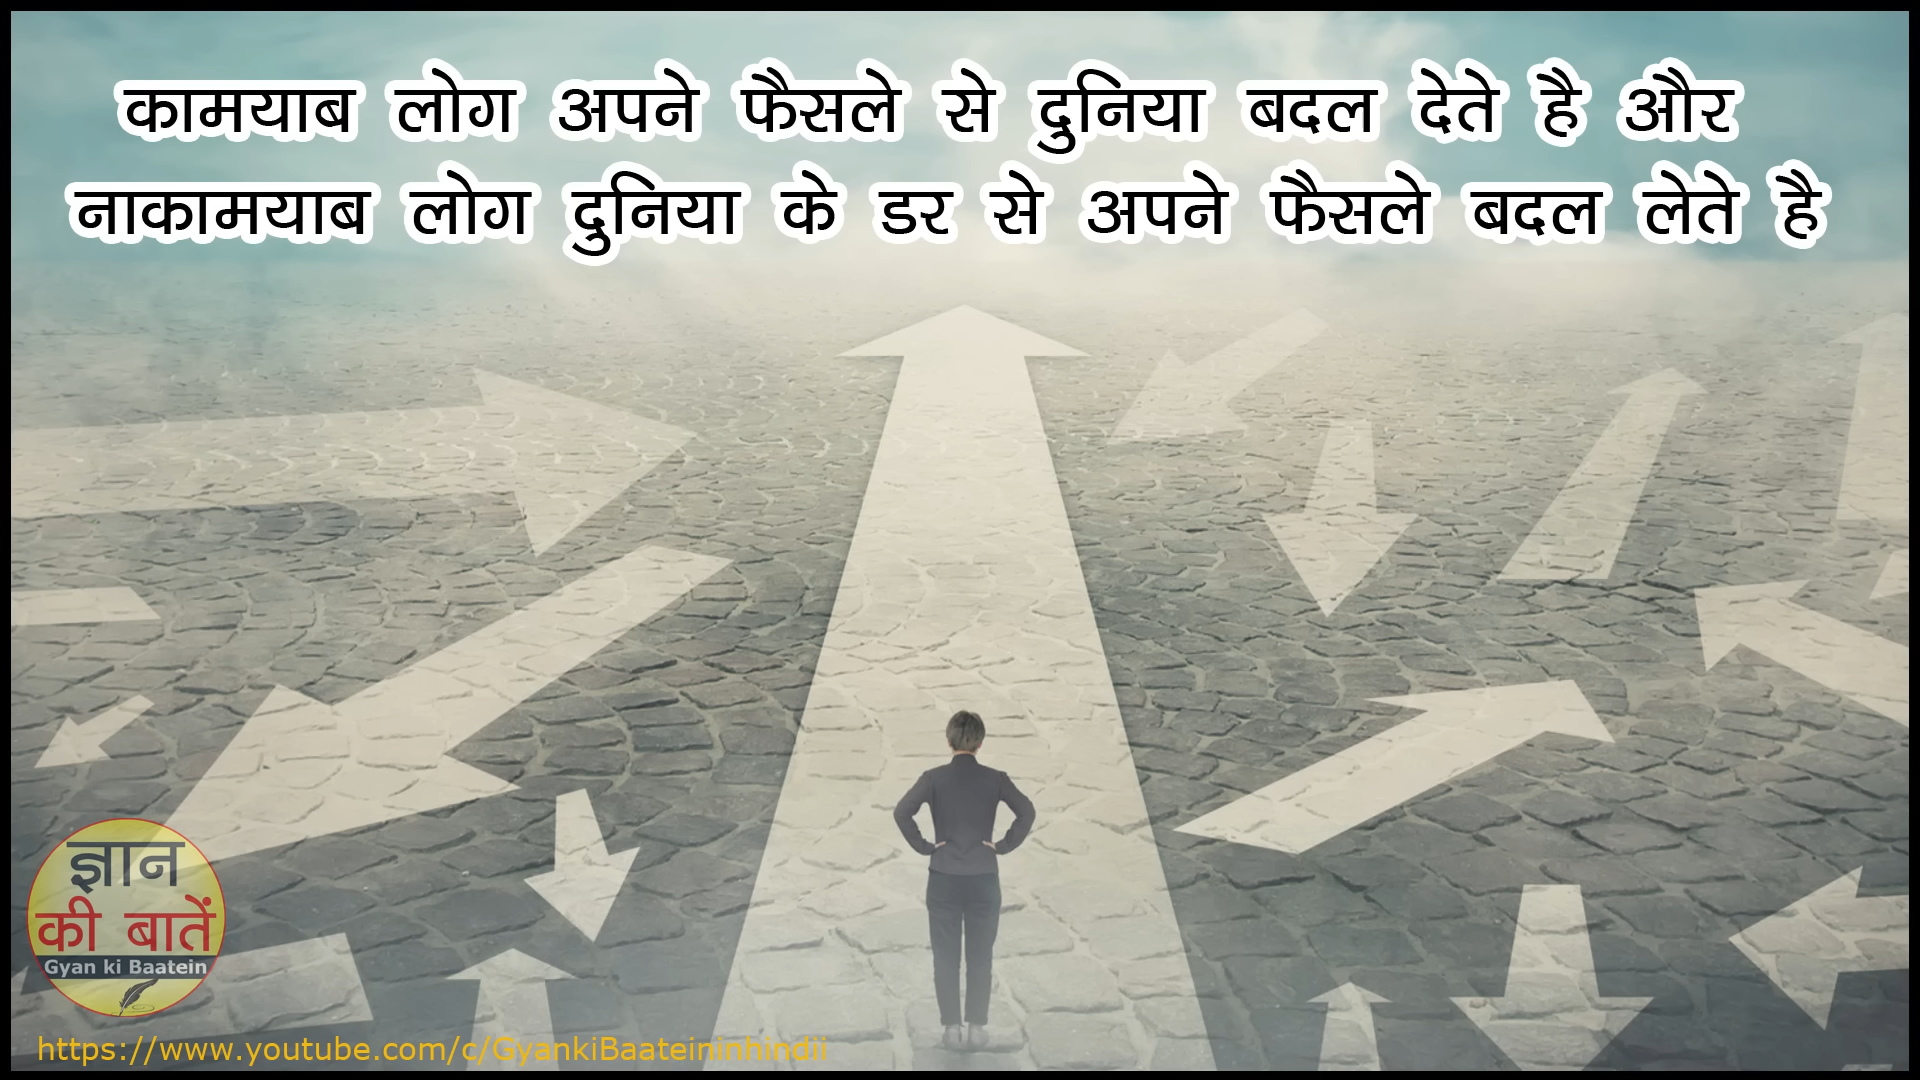 कामयाब लोग अपने फैसले से दुनिया बदल देते है और
नाकामयाब लोग दुनिया के डर से अपने फैसले बदल लेते है
ज्ञान
की बातें
Gyan ki Baatein
https://www.youtube.com/c/GyankiBaateininhindii